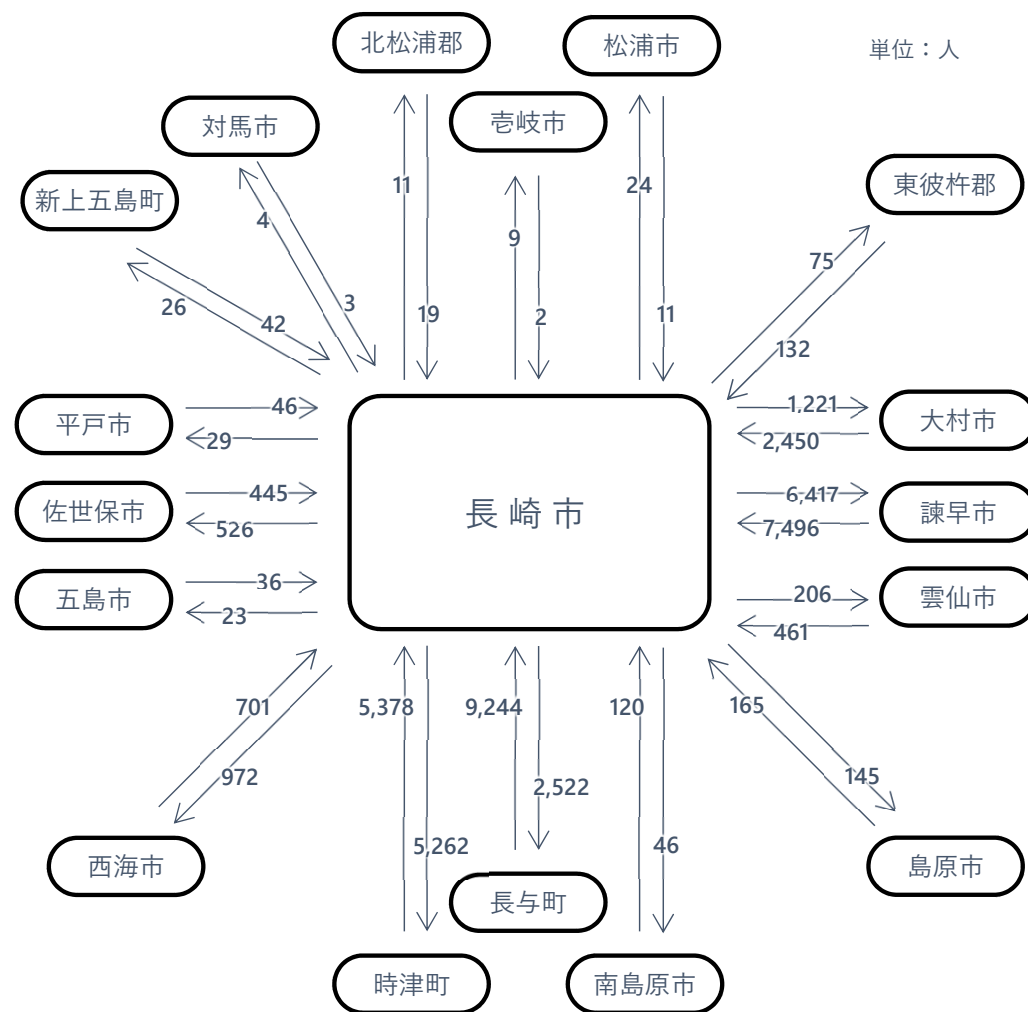 北松浦郡
松浦市
単位：人
対馬市
壱岐市
新上五島町
東彼杵郡
11
24
4
9
75
26
3
19
2
11
42
132
平戸市
46
29
1,221
2,450
大村市
佐世保市
445
526
長崎市
6,417
7,496
諫早市
五島市
36
23
206
461
雲仙市
701
5,378
9,244
120
165
972
2,522
145
5,262
46
西海市
島原市
長与町
時津町
南島原市